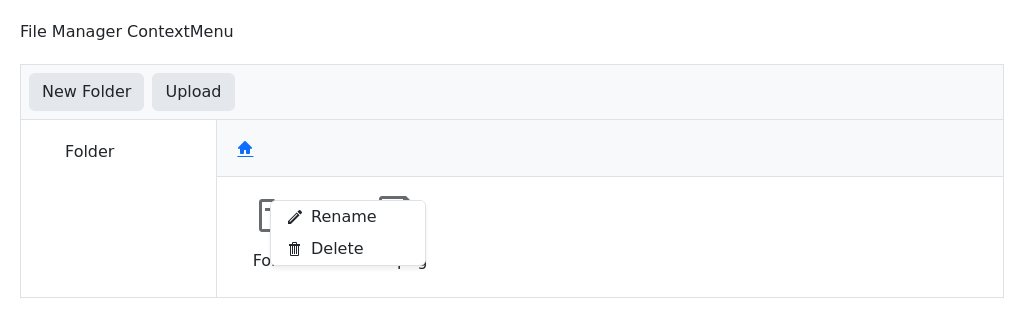 File Manager ContextMenu
New Folder Upload
Folder
Rename
Delete